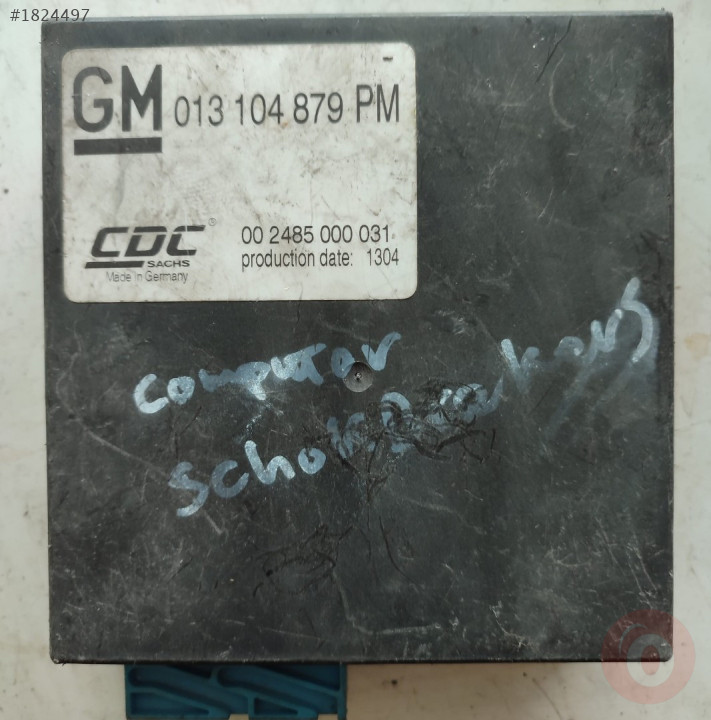 #1824497
GM 013 104 879 PM
CDC ®
SACHS
Made in Germany
00 2485 000 031
production date: 1304
computer